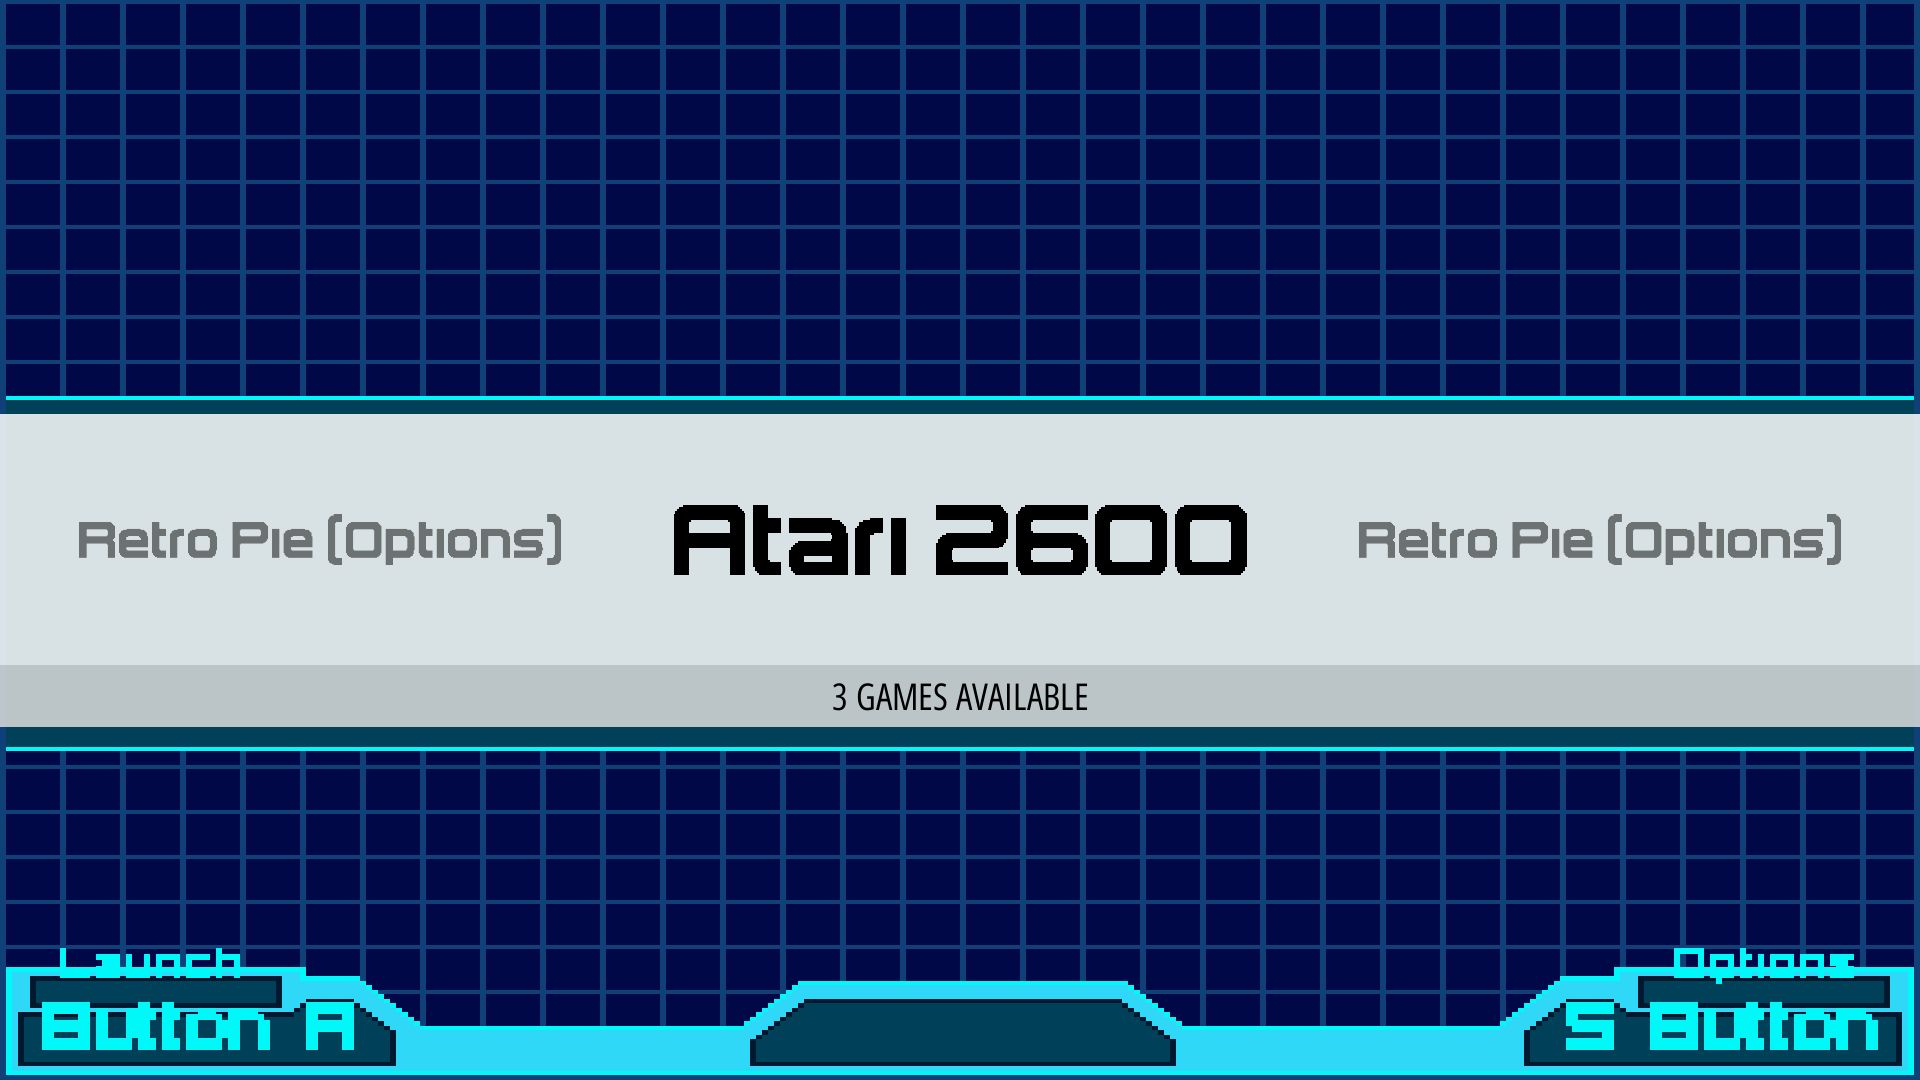 Retro Pie (Options) Atari 2600 Retro Pie (Options)
3 GAMES AVAILABLE
Launch
Button A
Options
S Button